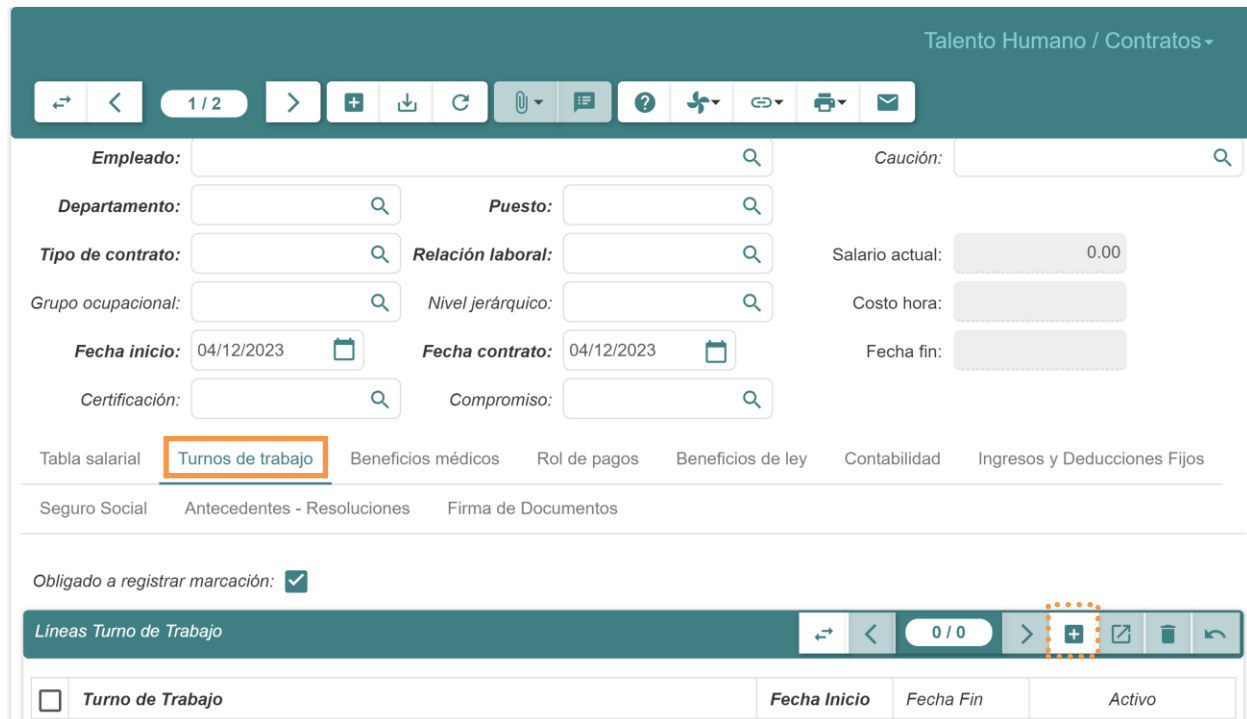 Talento Humano / Contratos
1 / 2
Empleado: Caución:
Departamento: Puesto:
Tipo de contrato: Relación laboral: Salario actual: 0.00
Grupo ocupacional: Nivel jerárquico: Costo hora:
Fecha inicio: 04/12/2023 Fecha contrato: 04/12/2023 Fecha fin:
Certificación: Compromiso:
Tabla salarial Turnos de trabajo Beneficios médicos Rol de pagos Beneficios de ley Contabilidad Ingresos y Deducciones Fijos
Seguro Social Antecedentes - Resoluciones Firma de Documentos
Obligado a registrar marcación:
Líneas Turno de Trabajo 0 / 0
Turno de Trabajo Fecha Inicio Fecha Fin Activo